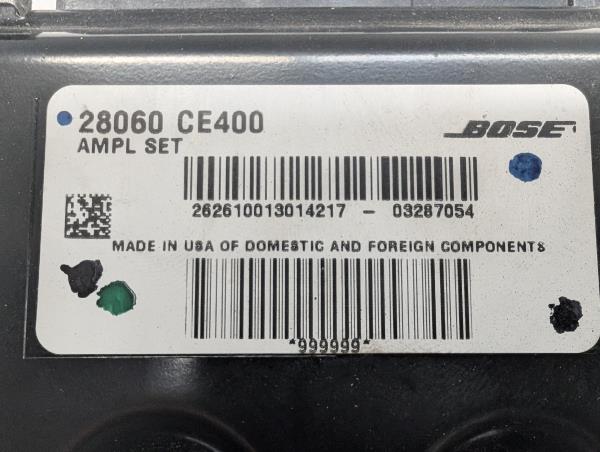 28060 CE400
BOSE
AMPL SET
262610013014217 - 03287054
MADE IN USA OF DOMESTIC AND FOREIGN COMPONENTS
*999999*